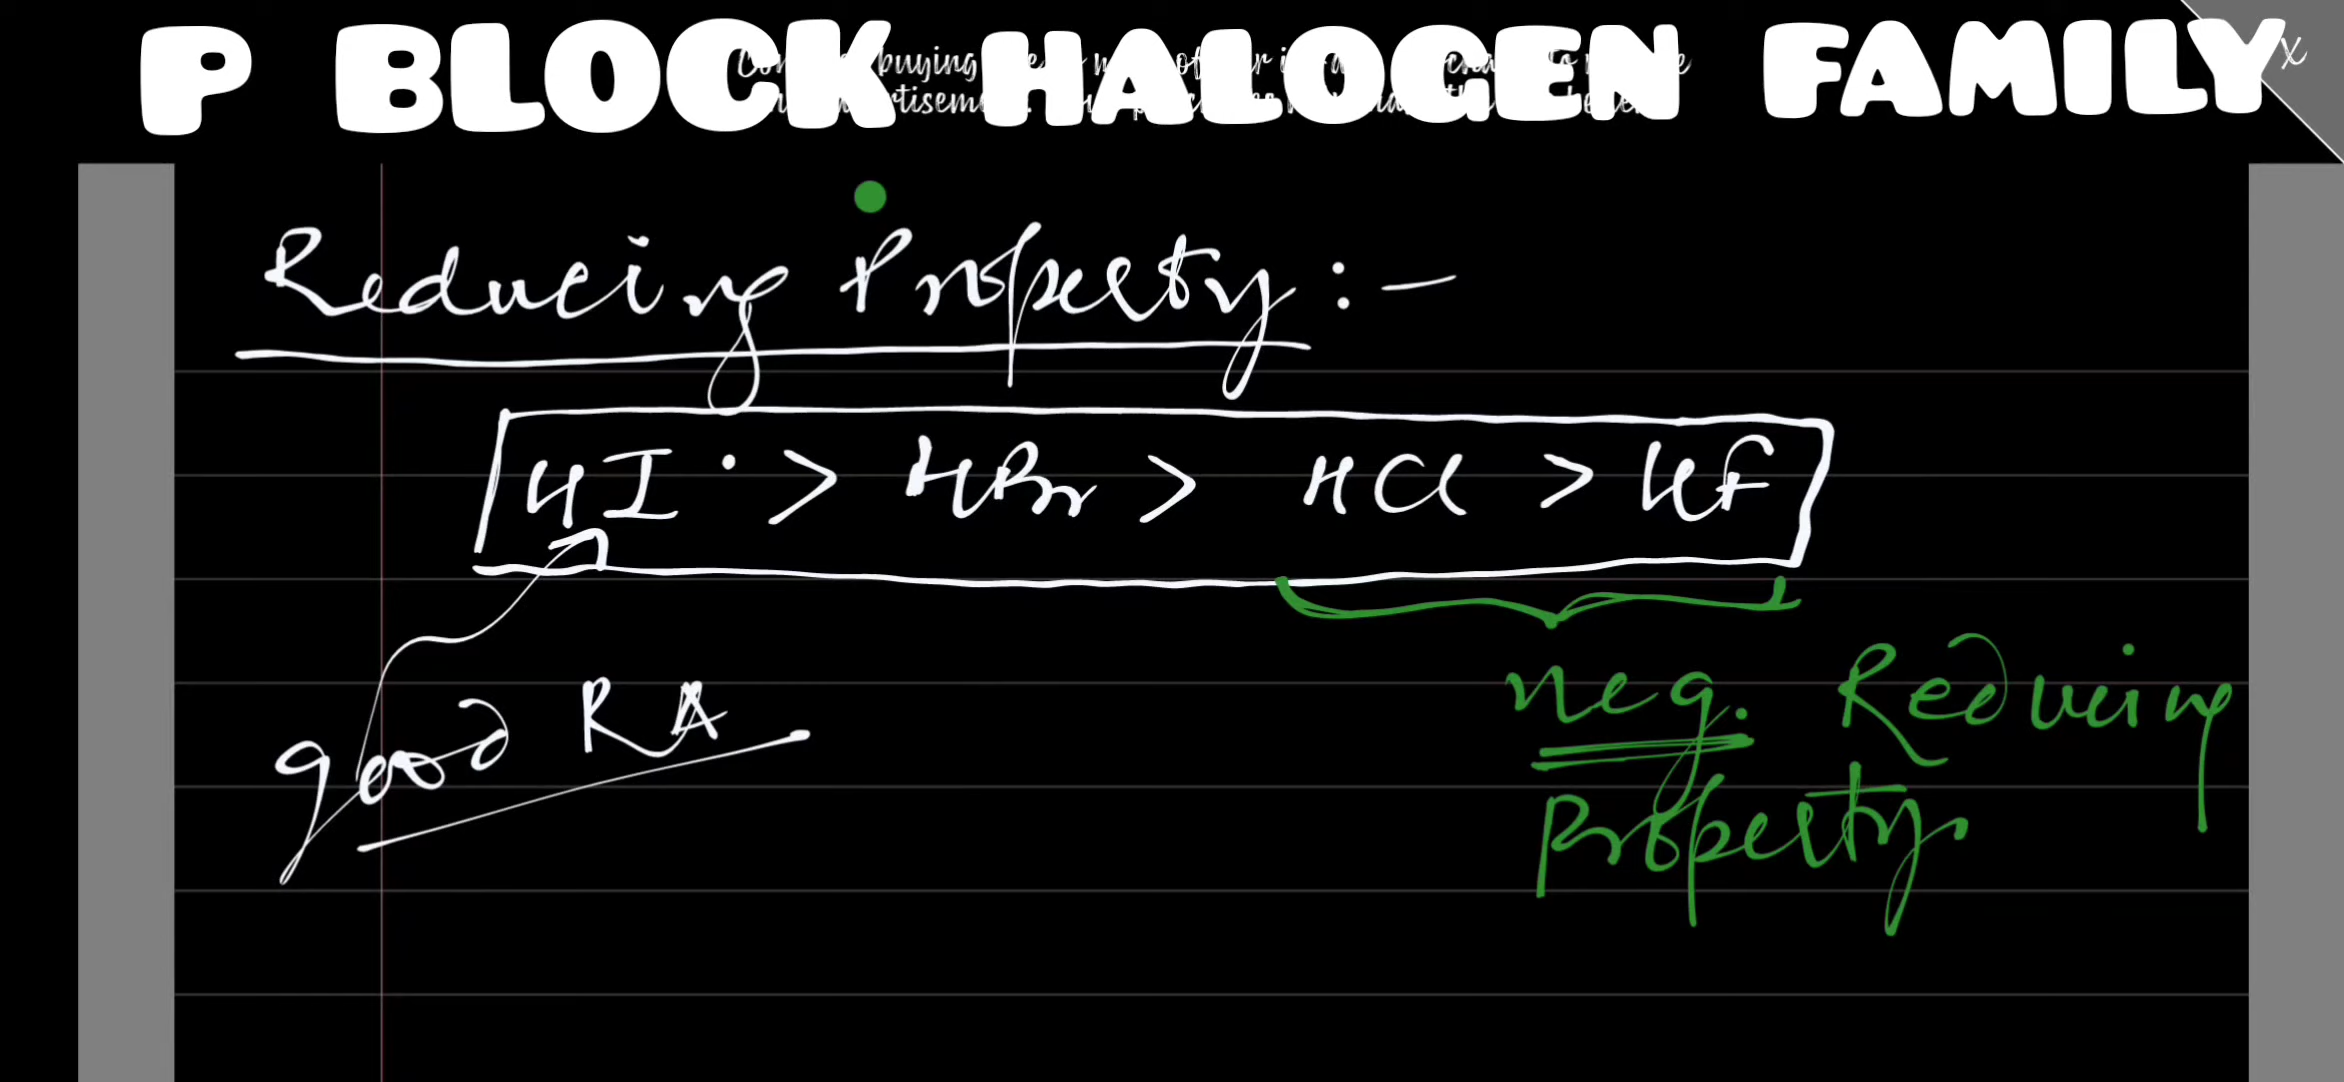 P BLOCK HALOGEN FAMILY
Reducing Property :-
HI > HBr > HCl > HF
good RA
neg. Reducing
Property